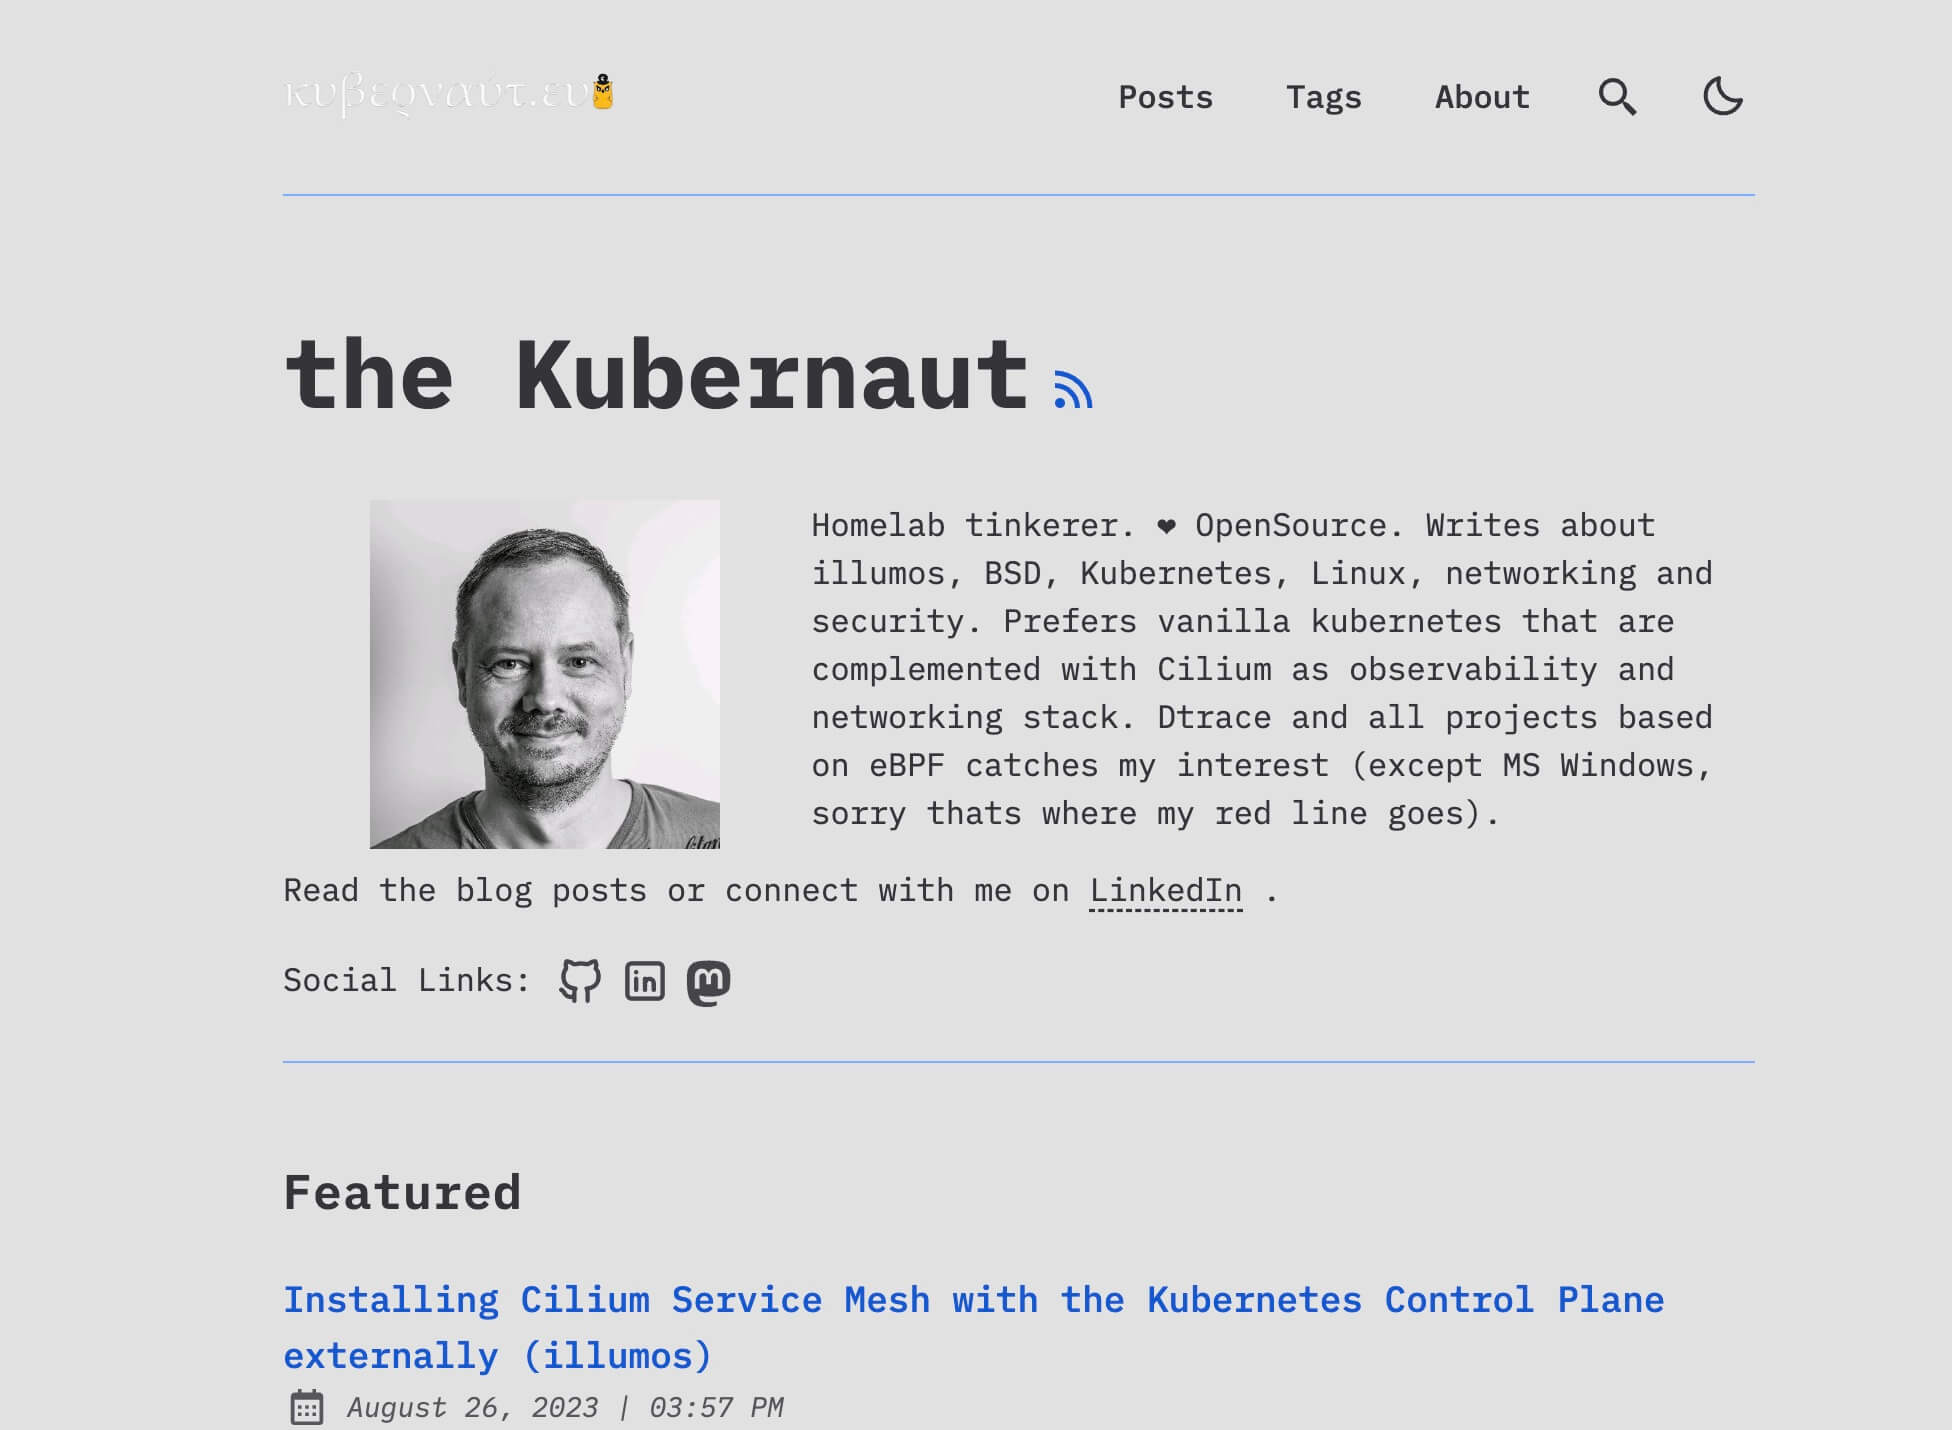 κυβερναύτ.ευ
Posts
Tags
About
the Kubernaut
Homelab tinkerer. ❤ OpenSource. Writes about
illumos, BSD, Kubernetes, Linux, networking and
security. Prefers vanilla kubernetes that are
complemented with Cilium as observability and
networking stack. Dtrace and all projects based
on eBPF catches my interest (except MS Windows,
sorry thats where my red line goes).
Read the blog posts or connect with me on LinkedIn .
Social Links:
Featured
Installing Cilium Service Mesh with the Kubernetes Control Plane
externally (illumos)
August 26, 2023 | 03:57 PM